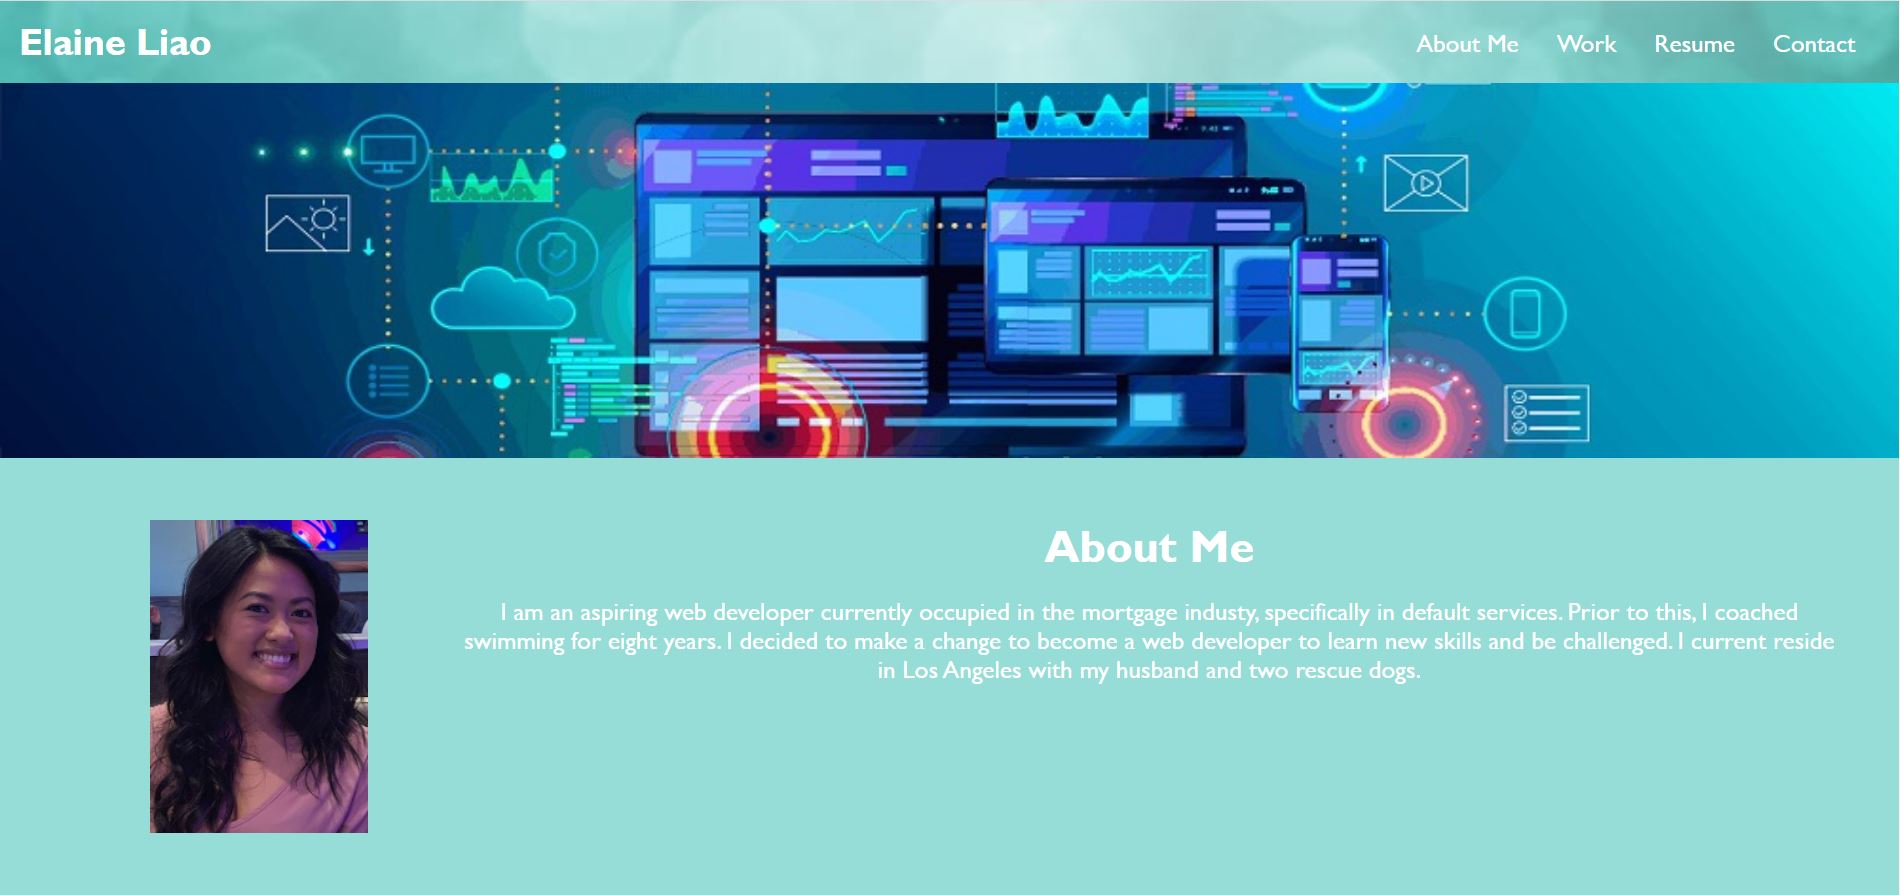 Elaine Liao
About Me Work Resume Contact
About Me
I am an aspiring web developer currently occupied in the mortgage industy, specifically in default services. Prior to this, I coached
swimming for eight years. I decided to make a change to become a web developer to learn new skills and be challenged. I current reside
in Los Angeles with my husband and two rescue dogs.